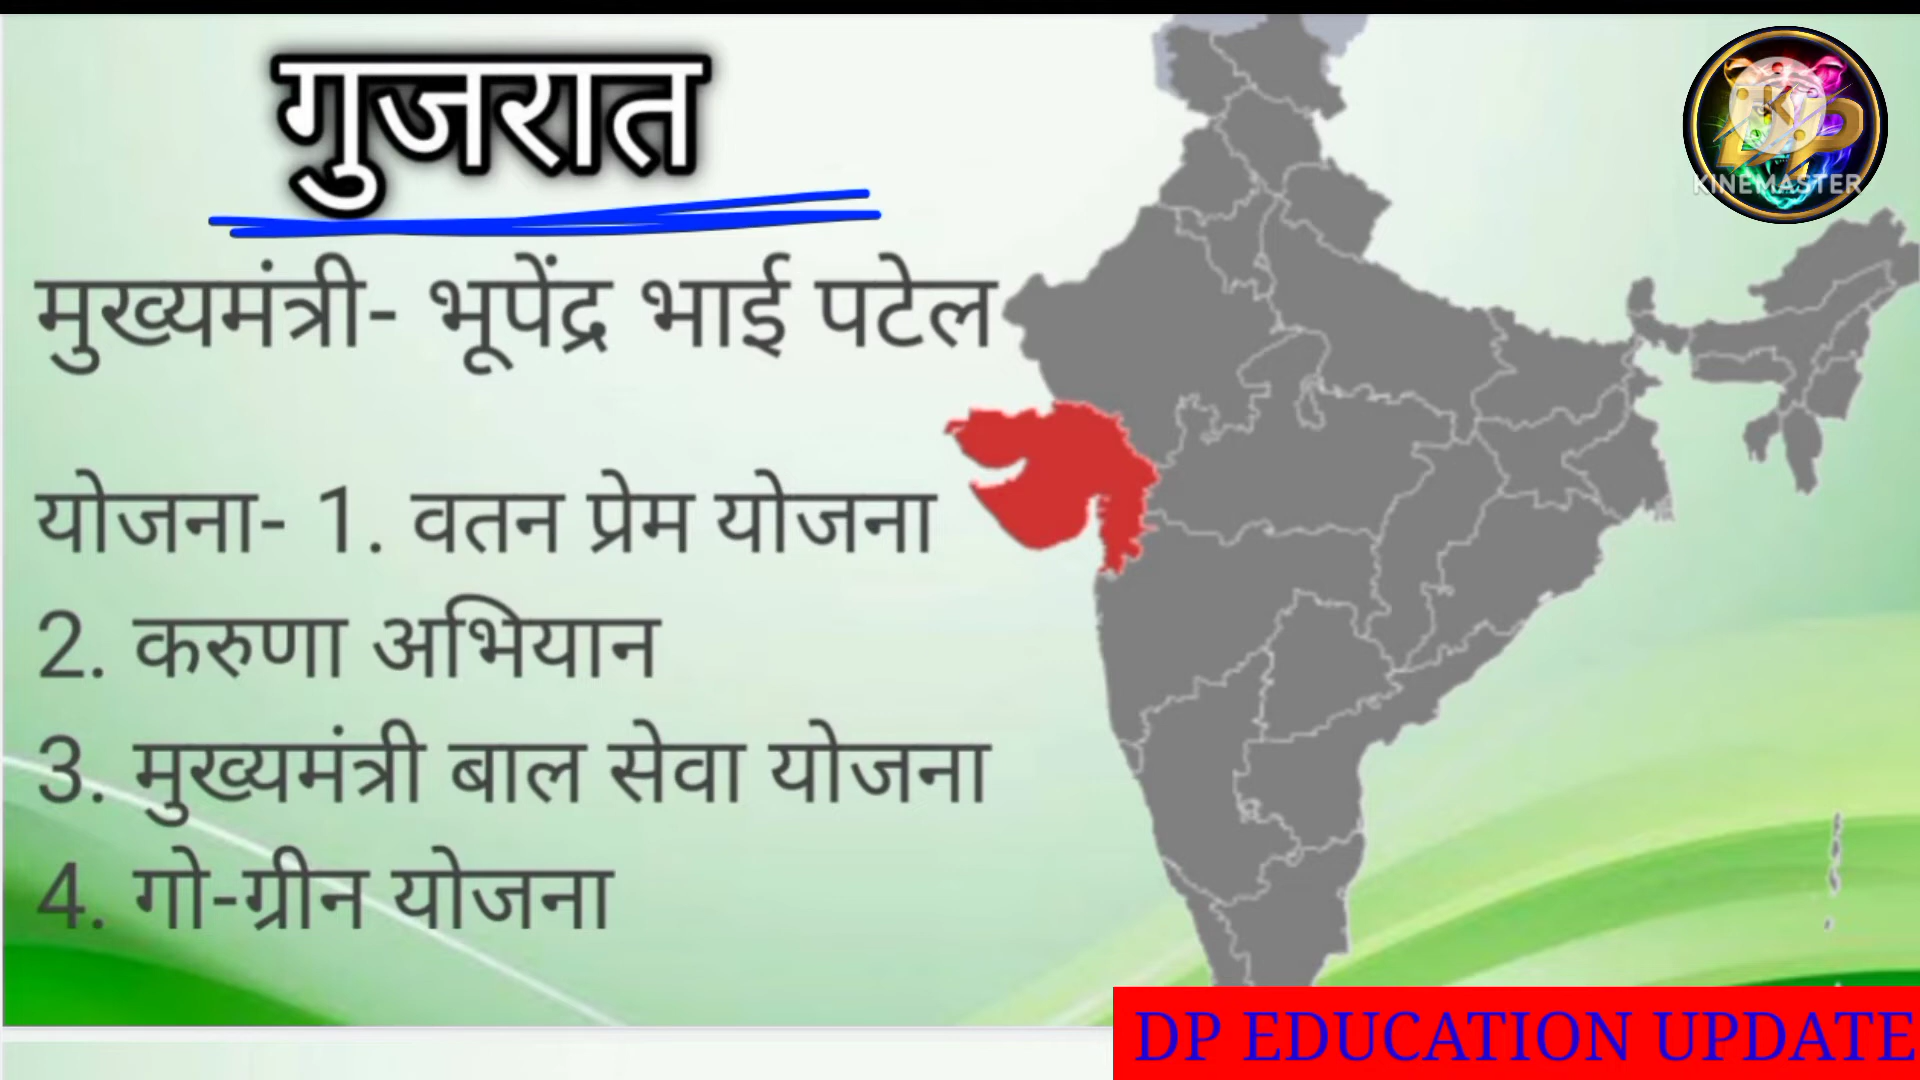 गुजरात
मुख्यमंत्री- भूपेंद्र भाई पटेल
योजना- 1. वतन प्रेम योजना
2. करुणा अभियान
3. मुख्यमंत्री बाल सेवा योजना
4. गो-ग्रीन योजना
DP
KINEMASTER
DP EDUCATION UPDATE